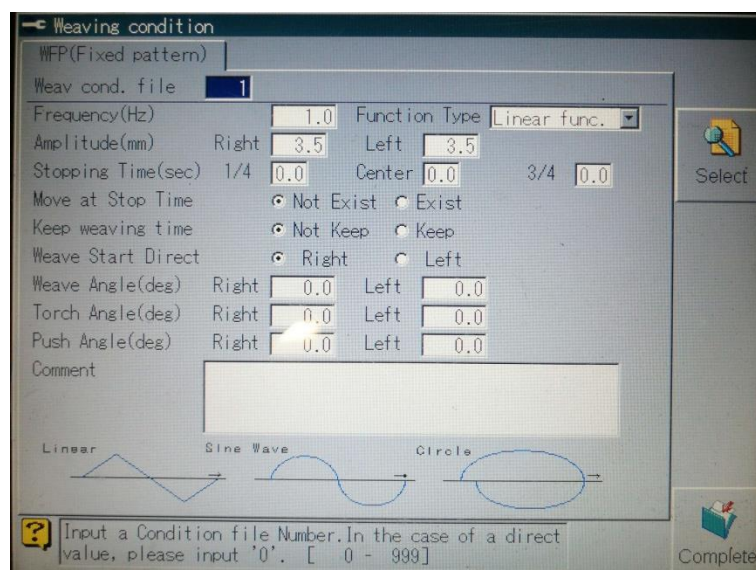 Weaving condition
WFP(Fixed pattern)
Weav cond. file 1
Frequency(Hz) 1.0 Function Type Linear func.
Amplitude(mm) Right 3.5 Left 3.5
Stopping Time(sec) 1/4 0.0 Center 0.0 3/4 0.0
Move at Stop Time Not Exist Exist
Keep weaving time Not Keep Keep
Weave Start Direct Right Left
Weave Angle(deg) Right 0.0 Left 0.0
Torch Angle(deg) Right 0.0 Left 0.0
Push Angle(deg) Right 0.0 Left 0.0
Comment
Linear Sine Wave Circle
Input a Condition file Number.In the case of a direct
value, please input '0'. [ 0 - 999]
Select
Complete